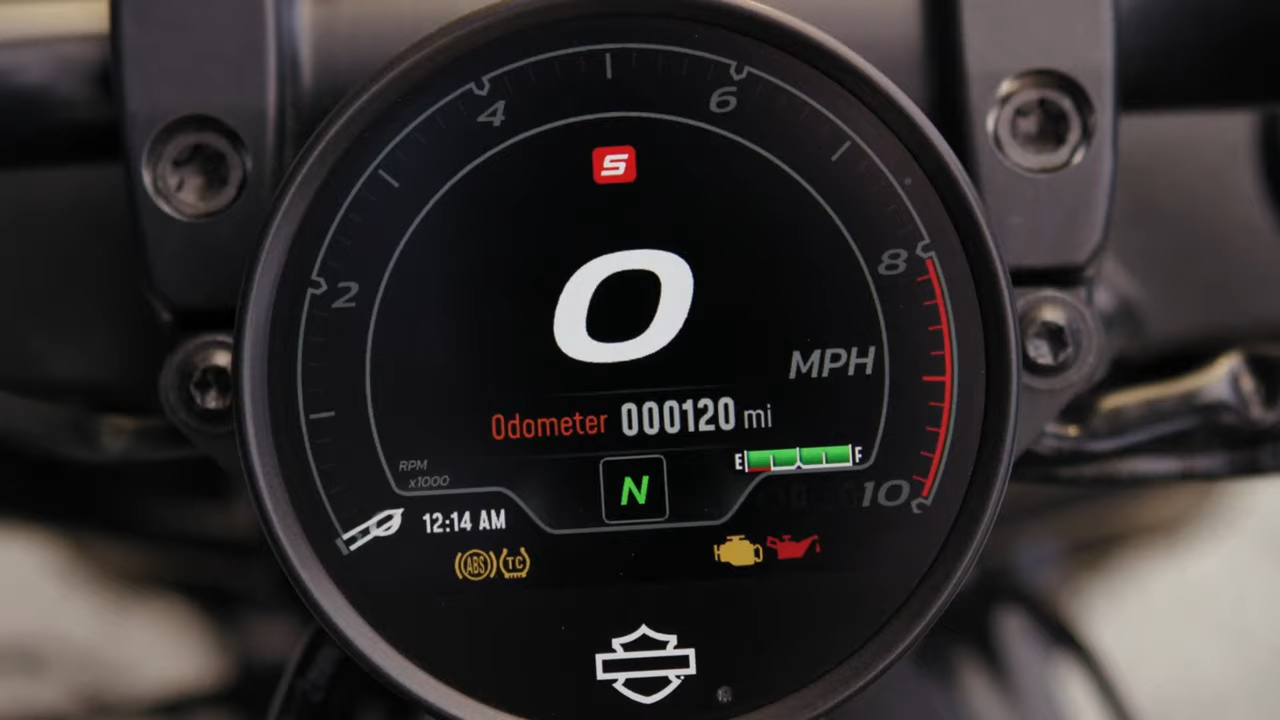 4
6
S
2
8
0
MPH
Odometer 000120 mi
E F
RPM
x1000
N
10
12:14 AM
ABS TC